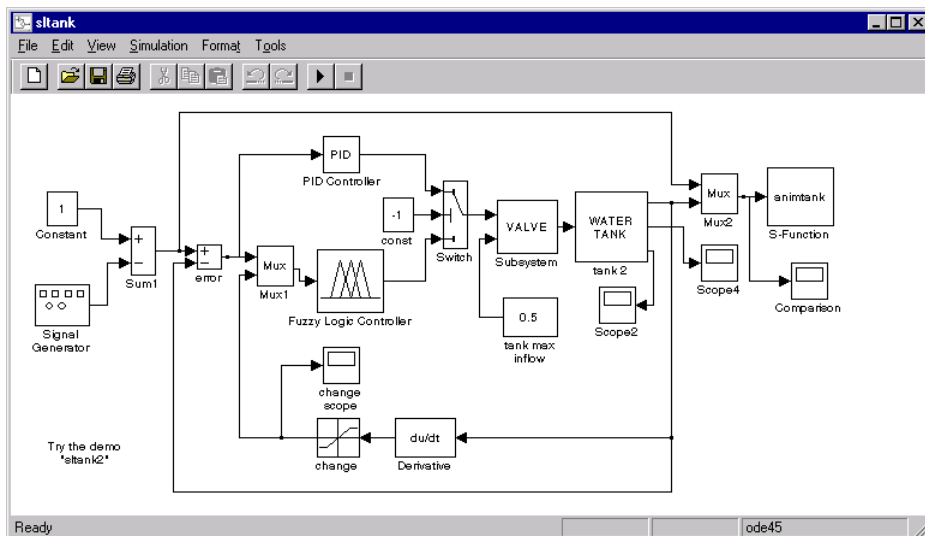 sltank
File Edit View Simulation Format Tools
PID
PID Controller
1
Constant
-1
const
Switch
VALVE
Subsystem
WATER
TANK
tank 2
Mux
Mux2
animtank
S-Function
+
−
Sum1
+
−
error
Mux
Mux1
Fuzzy Logic Controller
Signal
Generator
0.5
tank max
inflow
Scope2
Scope4
Comparison
change
scope
change
du/dt
Derivative
Try the demo
"sltank2"
Ready
ode45